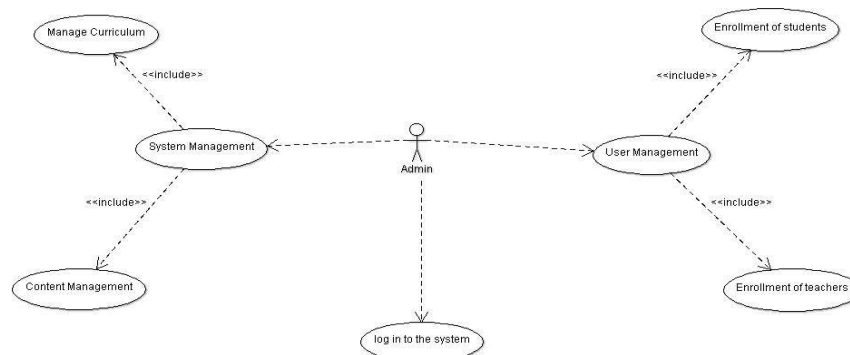 Manage Curriculum
Enrollment of students
<<include>>
<<include>>
System Management
User Management
Admin
<<include>>
<<include>>
Content Management
Enrollment of teachers
log in to the system